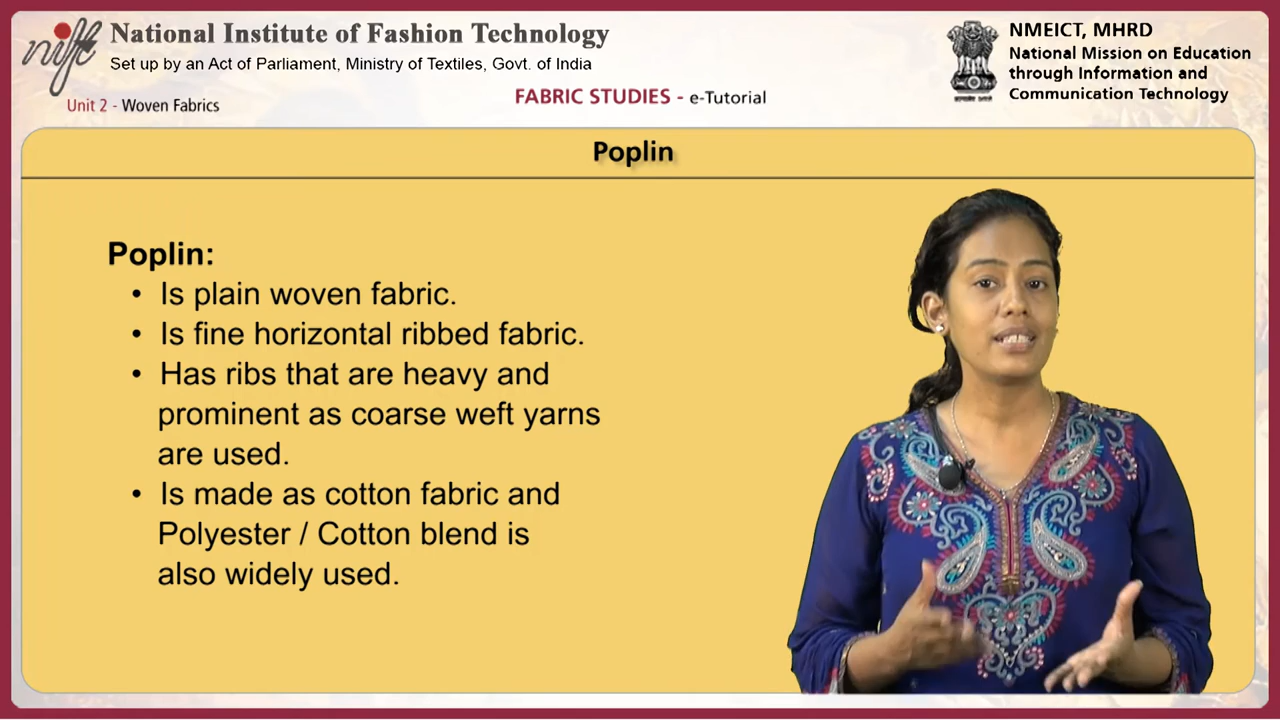 nift
National Institute of Fashion Technology
Set up by an Act of Parliament, Ministry of Textiles, Govt. of India
NMEICT, MHRD
National Mission on Education
through Information and
Communication Technology
Unit 2 - Woven Fabrics
FABRIC STUDIES - e-Tutorial
Poplin
Poplin:
• Is plain woven fabric.
• Is fine horizontal ribbed fabric.
• Has ribs that are heavy and
prominent as coarse weft yarns
are used.
• Is made as cotton fabric and
Polyester / Cotton blend is
also widely used.